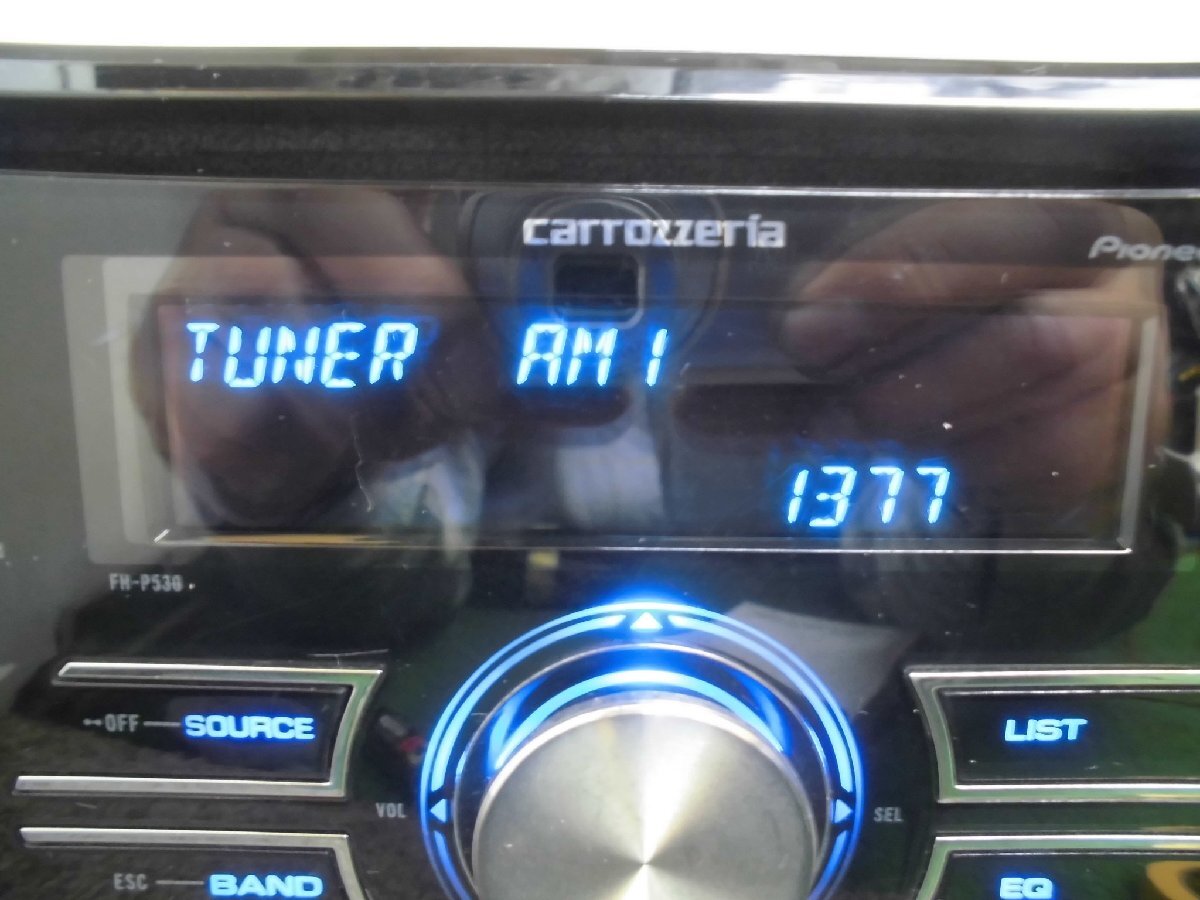 carrozzeria
Pioneer
TUNER AM1
1377
FH-P530
OFF SOURCE
LIST
VOL
SEL
ESC BAND
EQ